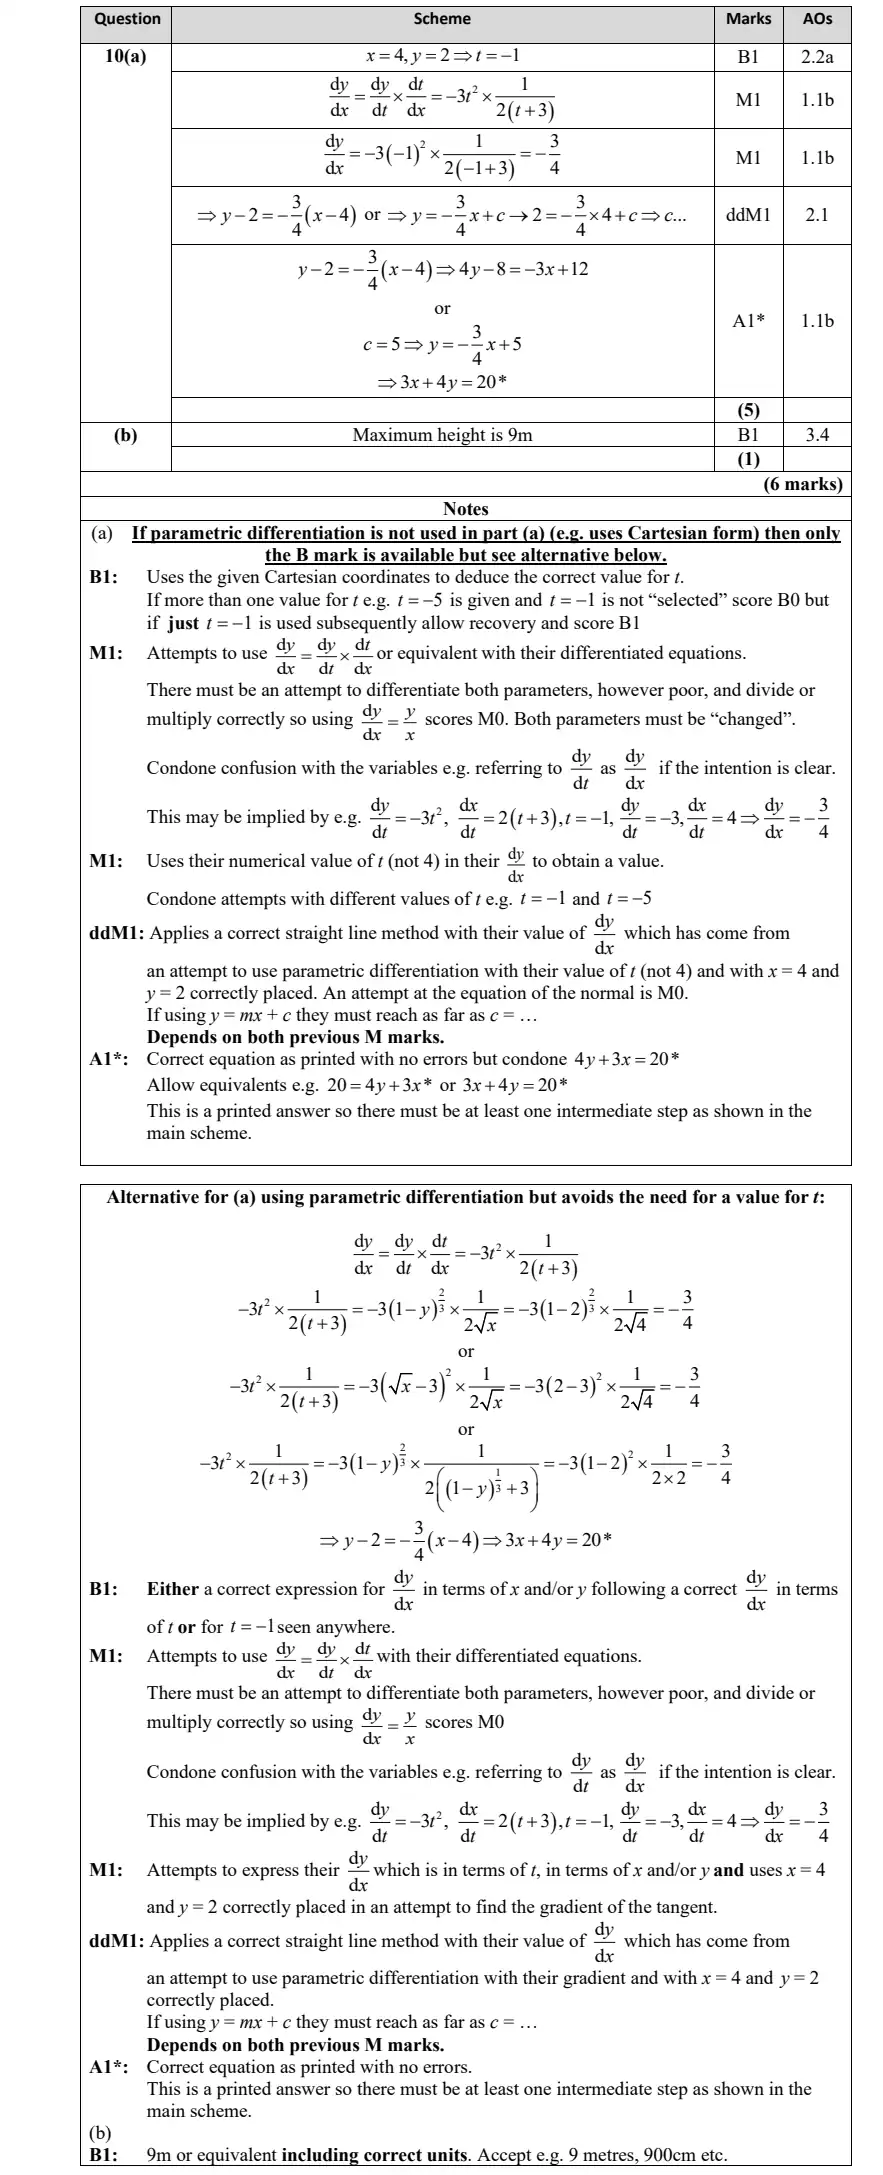 Question Scheme Marks AOs
10(a) x = 4, y = 2 ⇒ t = −1 B1 2.2a
dy/dx = dy/dt × dt/dx = −3t² × 1/(2(t+3)) M1 1.1b
dy/dx = −3(−1)² × 1/(2(−1+3)) = −3/4 M1 1.1b
⇒ y − 2 = −3/4(x − 4) or ⇒ y = −3/4x + c → 2 = −3/4 × 4 + c ⇒ c... ddM1 2.1
y − 2 = −3/4(x − 4) ⇒ 4y − 8 = −3x + 12
or
c = 5 ⇒ y = −3/4x + 5
⇒ 3x + 4y = 20* A1* 1.1b
(5)
(b) Maximum height is 9m B1 3.4
(1)
(6 marks)
Notes
(a) If parametric differentiation is not used in part (a) (e.g. uses Cartesian form) then only
the B mark is available but see alternative below.
B1: Uses the given Cartesian coordinates to deduce the correct value for t.
If more than one value for t e.g. t = −5 is given and t = −1 is not “selected” score B0 but
if just t = −1 is used subsequently allow recovery and score B1
M1: Attempts to use dy/dx = dy/dt × dt/dx or equivalent with their differentiated equations.
There must be an attempt to differentiate both parameters, however poor, and divide or
multiply correctly so using dy/dx = y/x scores M0. Both parameters must be “changed”.
Condone confusion with the variables e.g. referring to dy/dt as dy/dx if the intention is clear.
This may be implied by e.g. dy/dt = −3t², dx/dt = 2(t+3), t = −1, dy/dt = −3, dx/dt = 4 ⇒ dy/dx = −3/4
M1: Uses their numerical value of t (not 4) in their dy/dx to obtain a value.
Condone attempts with different values of t e.g. t = −1 and t = −5
ddM1: Applies a correct straight line method with their value of dy/dx which has come from
an attempt to use parametric differentiation with their value of t (not 4) and with x = 4 and
y = 2 correctly placed. An attempt at the equation of the normal is M0.
If using y = mx + c they must reach as far as c = …
Depends on both previous M marks.
A1*: Correct equation as printed with no errors but condone 4y + 3x = 20*
Allow equivalents e.g. 20 = 4y + 3x* or 3x + 4y = 20*
This is a printed answer so there must be at least one intermediate step as shown in the
main scheme.
Alternative for (a) using parametric differentiation but avoids the need for a value for t:
dy/dx = dy/dt × dt/dx = −3t² × 1/(2(t+3))
−3t² × 1/(2(t+3)) = −3(1−y)^(2/3) × 1/(2√x) = −3(1−2)^(2/3) × 1/(2√4) = −3/4
or
−3t² × 1/(2(t+3)) = −3(√x−3)² × 1/(2√x) = −3(2−3)² × 1/(2√4) = −3/4
or
−3t² × 1/(2(t+3)) = −3(1−y)^(2/3) × 1/(2((1−y)^(1/3)+3)) = −3(1−2)² × 1/(2×2) = −3/4
⇒ y − 2 = −3/4(x − 4) ⇒ 3x + 4y = 20*
B1: Either a correct expression for dy/dx in terms of x and/or y following a correct dy/dx in terms
of t or for t = −1 seen anywhere.
M1: Attempts to use dy/dx = dy/dt × dt/dx with their differentiated equations.
There must be an attempt to differentiate both parameters, however poor, and divide or
multiply correctly so using dy/dx = y/x scores M0
Condone confusion with the variables e.g. referring to dy/dt as dy/dx if the intention is clear.
This may be implied by e.g. dy/dt = −3t², dx/dt = 2(t+3), t = −1, dy/dt = −3, dx/dt = 4 ⇒ dy/dx = −3/4
M1: Attempts to express their dy/dx which is in terms of t, in terms of x and/or y and uses x = 4
and y = 2 correctly placed in an attempt to find the gradient of the tangent.
ddM1: Applies a correct straight line method with their value of dy/dx which has come from
an attempt to use parametric differentiation with their gradient and with x = 4 and y = 2
correctly placed.
If using y = mx + c they must reach as far as c = …
Depends on both previous M marks.
A1*: Correct equation as printed with no errors.
This is a printed answer so there must be at least one intermediate step as shown in the
main scheme.
(b)
B1: 9m or equivalent including correct units. Accept e.g. 9 metres, 900cm etc.